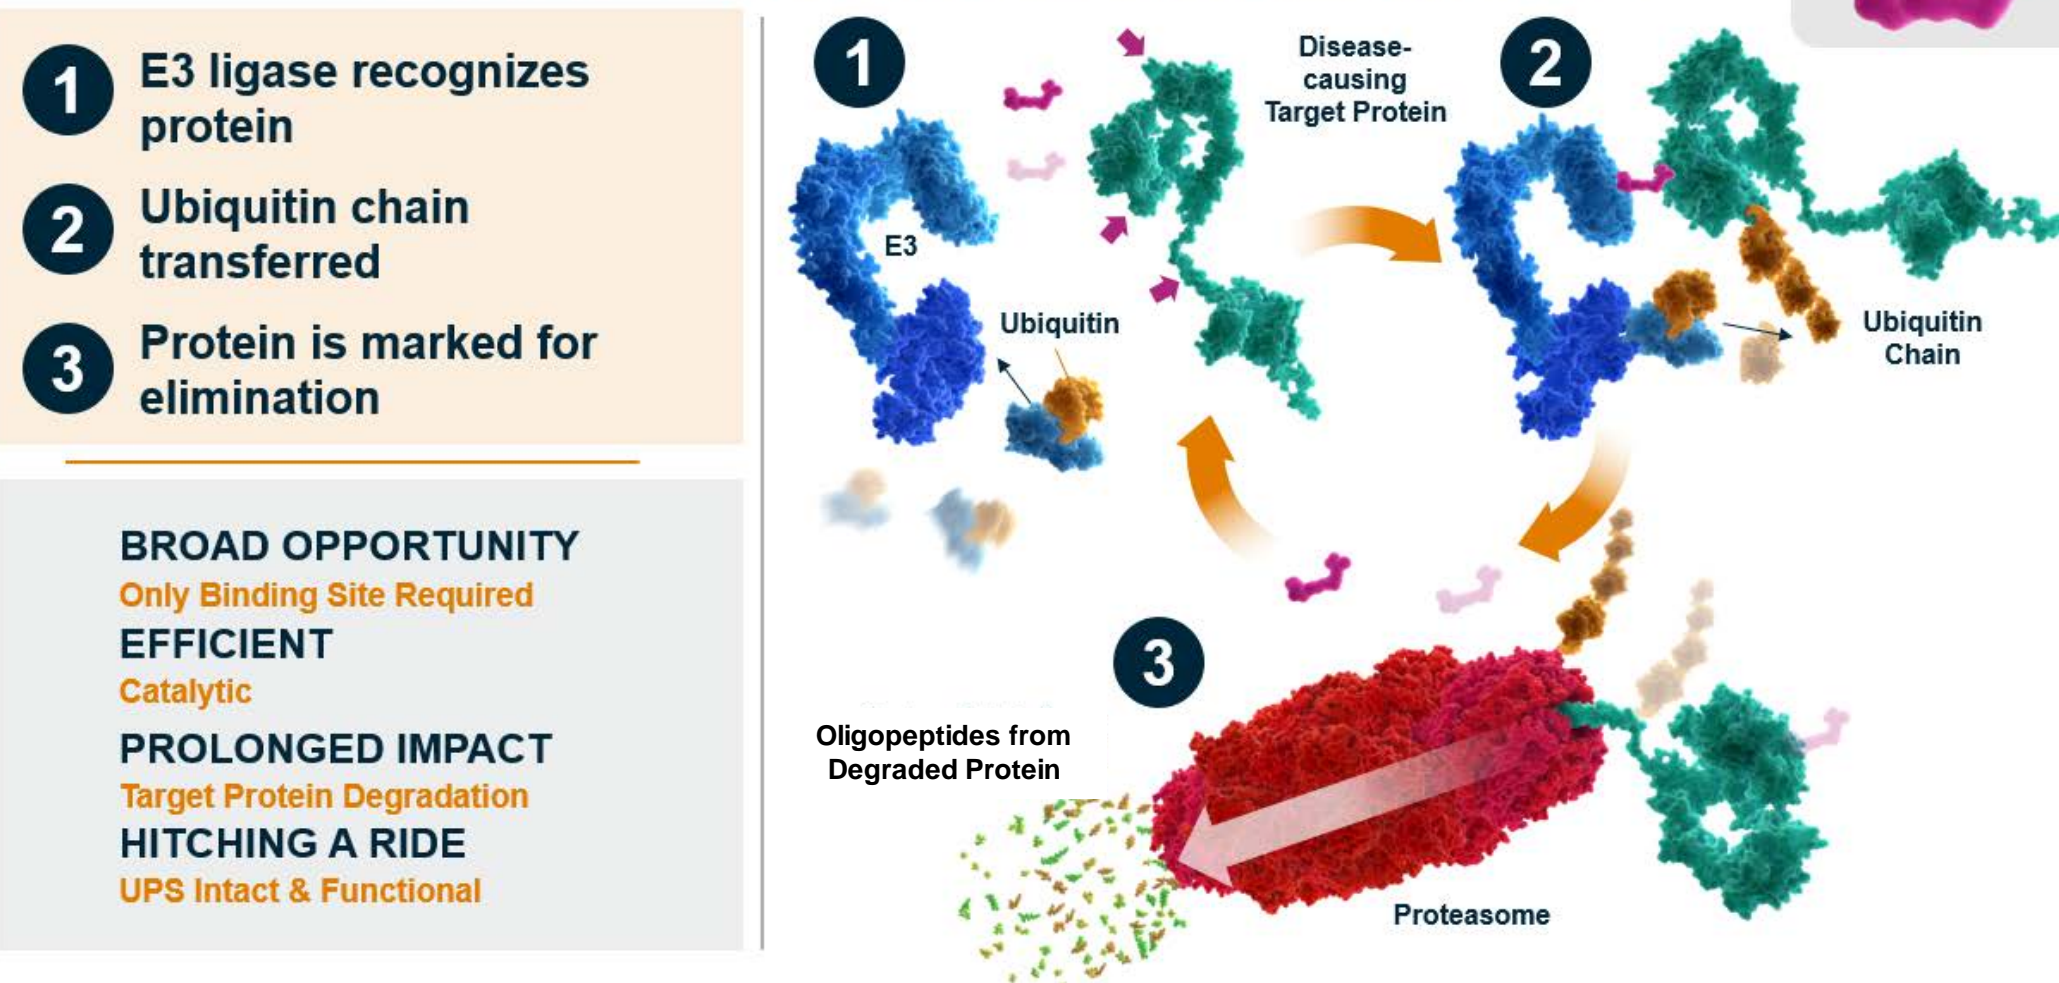 1
E3 ligase recognizes
protein
2
Ubiquitin chain
transferred
3
Protein is marked for
elimination
BROAD OPPORTUNITY
Only Binding Site Required
EFFICIENT
Catalytic
PROLONGED IMPACT
Target Protein Degradation
HITCHING A RIDE
UPS Intact & Functional
1
Disease-
causing
Target Protein
E3
Ubiquitin
2
Ubiquitin
Chain
3
Oligopeptides from
Degraded Protein
Proteasome